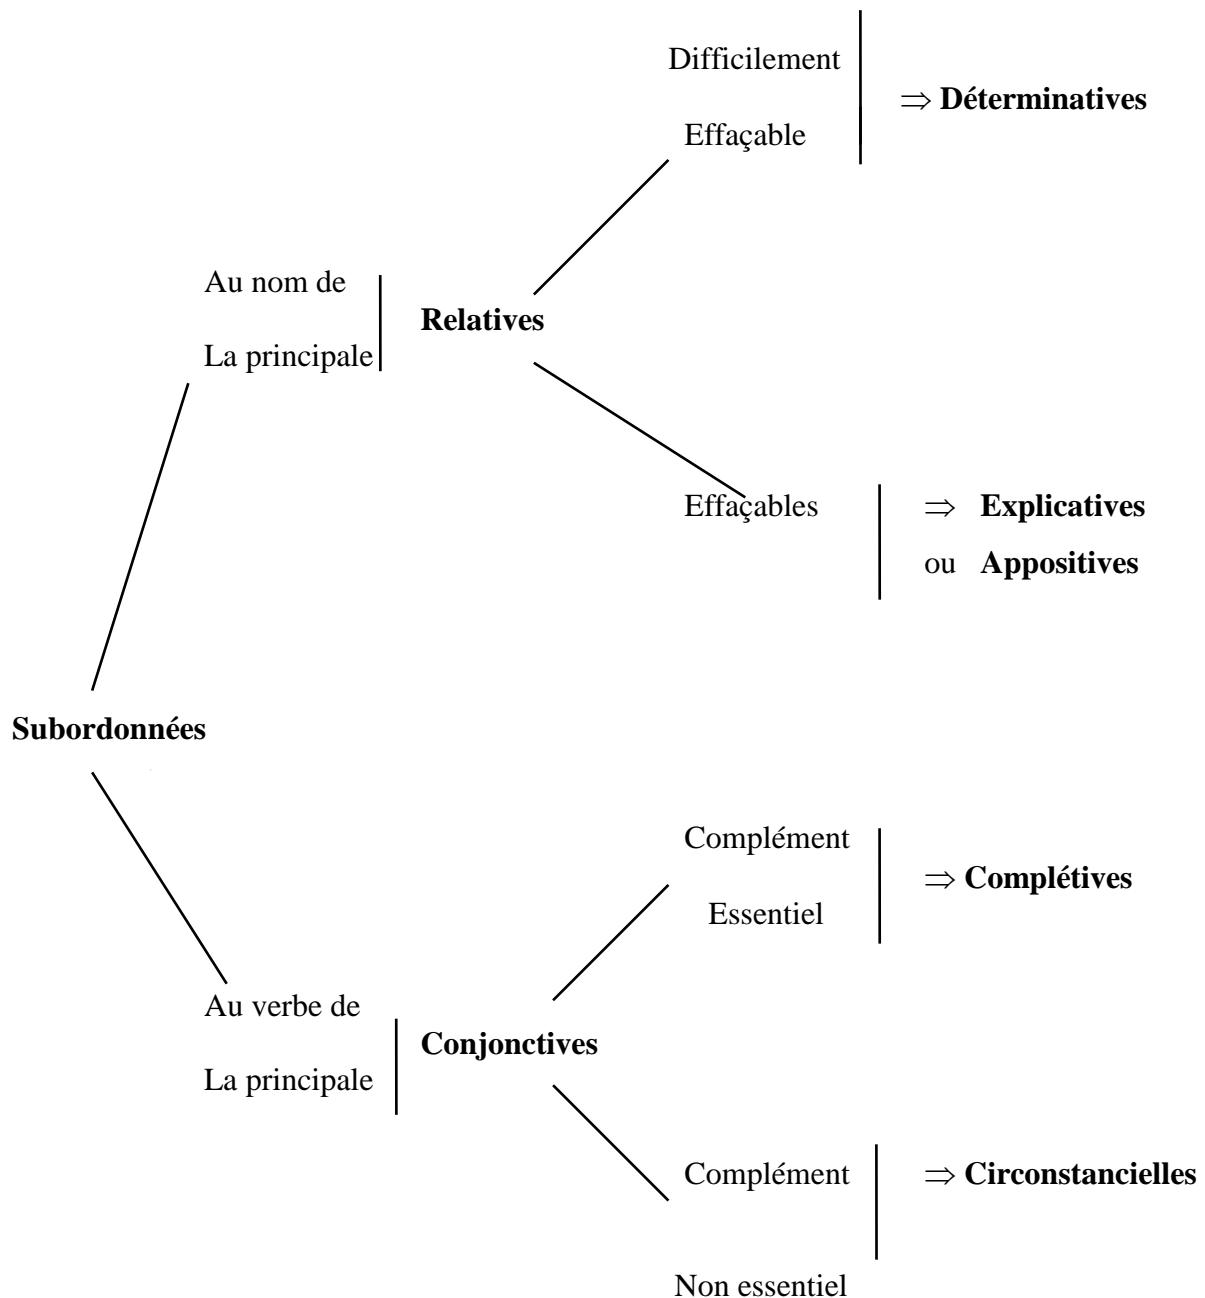 Difficilement
⇒ Déterminatives
Effaçable
Au nom de
Relatives
La principale
Effaçables ⇒ Explicatives
ou Appositives
Subordonnées
Complément
⇒ Complétives
Essentiel
Au verbe de
Conjonctives
La principale
Complément ⇒ Circonstancielles
Non essentiel